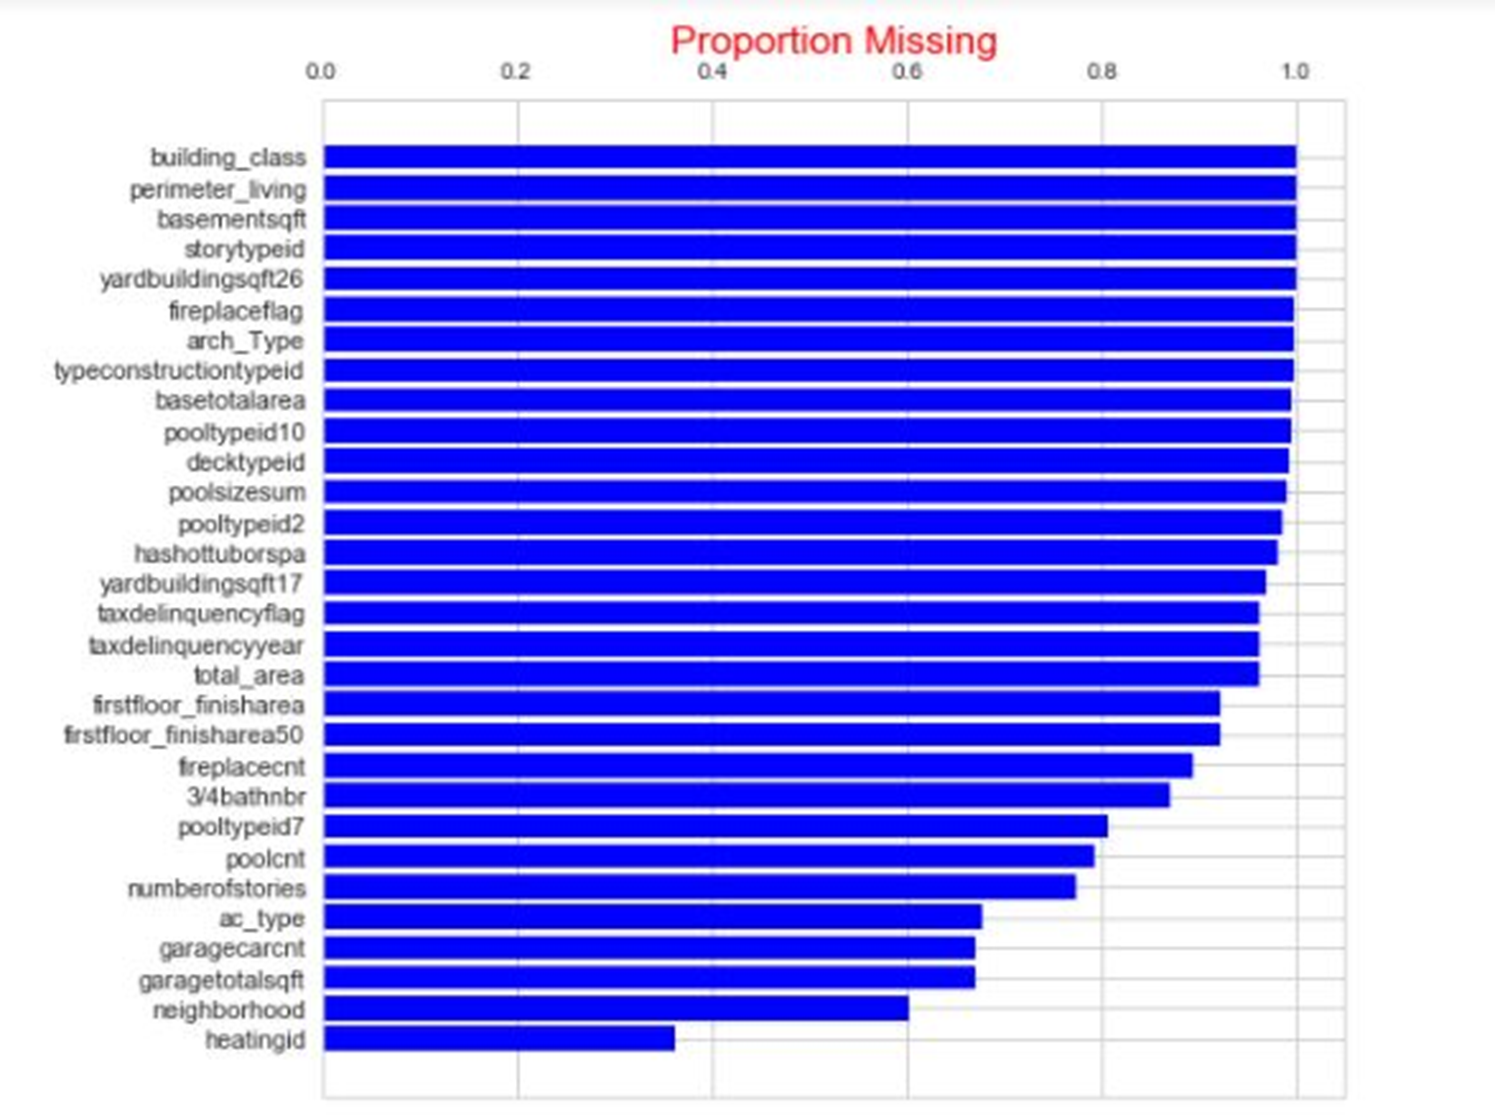 Proportion Missing
0.0 0.2 0.4 0.6 0.8 1.0
building_class
perimeter_living
basementsqft
storytypeid
yardbuildingsqft26
fireplaceflag
arch_Type
typeconstructiontypeid
basetotalarea
pooltypeid10
decktypeid
poolsizesum
pooltypeid2
hashottuborspa
yardbuildingsqft17
taxdelinquencyflag
taxdelinquencyyear
total_area
firstfloor_finisharea
firstfloor_finisharea50
fireplacecnt
3/4bathnbr
pooltypeid7
poolcnt
numberofstories
ac_type
garagecarcnt
garagetotalsqft
neighborhood
heatingid